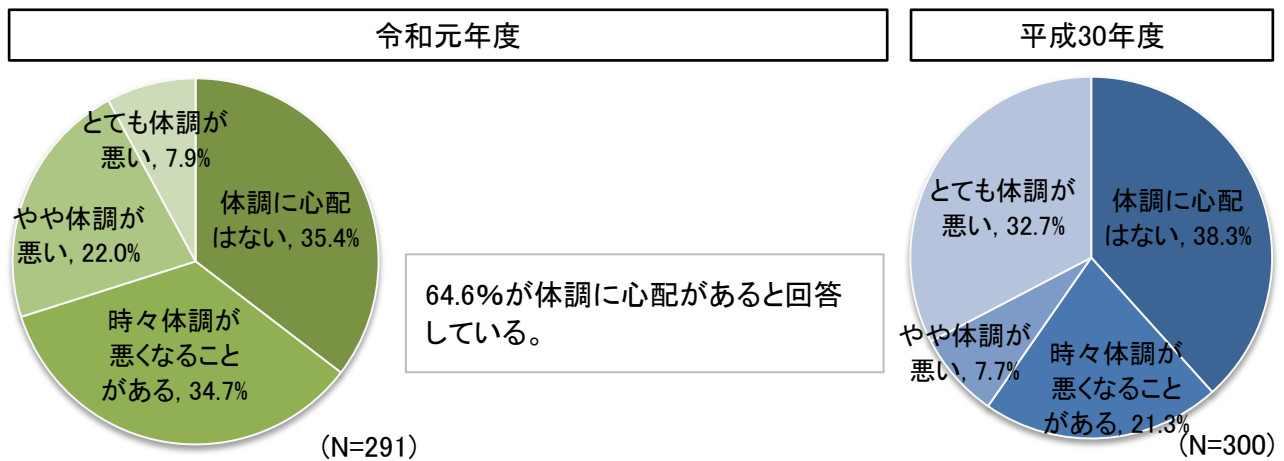 令和元年度
とても体調が
悪い, 7.9%
体調に心配
はない, 35.4%
やや体調が
悪い, 22.0%
時々体調が
悪くなること
がある, 34.7%
(N=291)
64.6%が体調に心配があると回答
している。
平成30年度
とても体調が
悪い, 32.7%
体調に心配
はない, 38.3%
やや体調が
悪い, 7.7%
時々体調が
悪くなること
がある, 21.3%
(N=300)